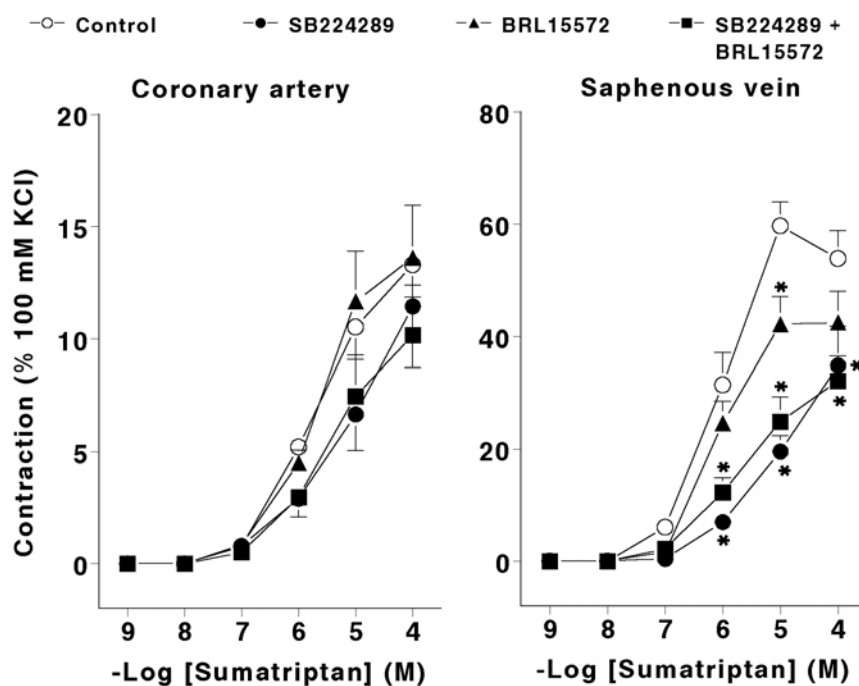 Control SB224289 BRL15572 SB224289 +
BRL15572
Coronary artery Saphenous vein
Contraction (% 100 mM KCl)
20
15
10
5
0
80
60
40
20
0
* * * * * * *
9 8 7 6 5 4
9 8 7 6 5 4
-Log [Sumatriptan] (M) -Log [Sumatriptan] (M)